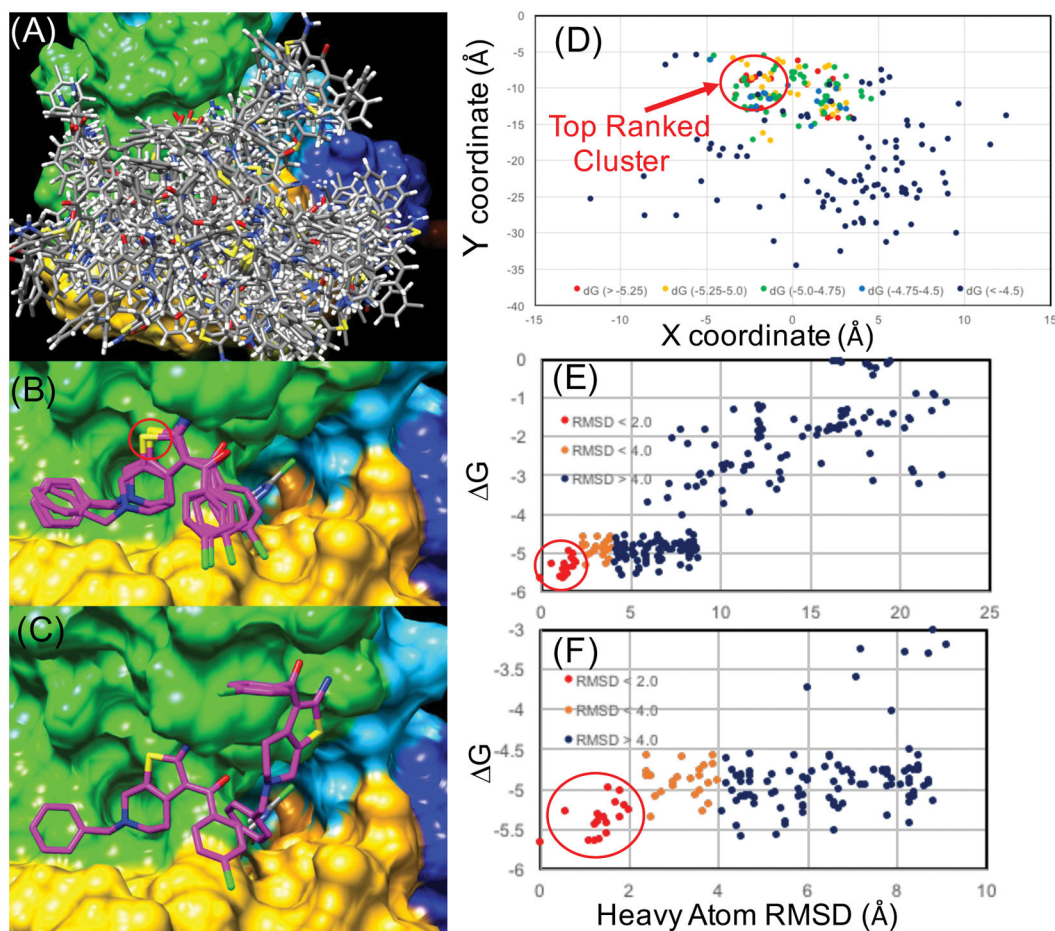 (A)
(B)
(C)
(D)
Top Ranked
Cluster
Y coordinate (Å)
0
-5
-10
-15
-20
-25
-30
-35
-40
dG (> -5.25) dG (-5.25-5.0) dG (-5.0-4.75) dG (-4.75-4.5) dG (< -4.5)
-15 -10 -5 0 5 10 15
X coordinate (Å)
(E)
RMSD < 2.0
RMSD < 4.0
RMSD > 4.0
ΔG
0
-1
-2
-3
-4
-5
-6
0 5 10 15 20 25
(F)
RMSD < 2.0
RMSD < 4.0
RMSD > 4.0
ΔG
-3
-3.5
-4
-4.5
-5
-5.5
-6
0 2 4 6 8 10
Heavy Atom RMSD (Å)